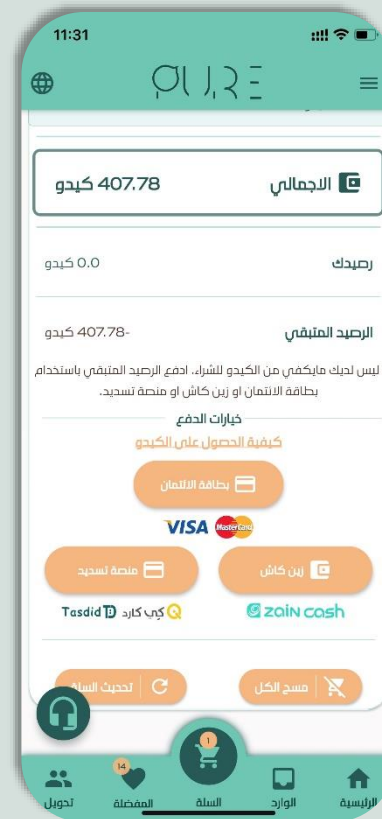 11:31
PURE
الاجمالي 407.78 كيدو
رصيدك 0.0 كيدو
الرصيد المتبقي -407.78 كيدو
ليس لديك مايكفي من الكيدو للشراء. ادفع الرصيد المتبقي باستخدام
بطاقة الائتمان او زين كاش او منصة تسديد.
خيارات الدفع
كيفية الحصول على الكيدو
بطاقة الائتمان
VISA MasterCard
زين كاش منصة تسديد
zain cash كي كارد Tasdid
مسح الكل تحديث السلة
1
14
الرئيسية الوارد السلة المفضلة تحويل